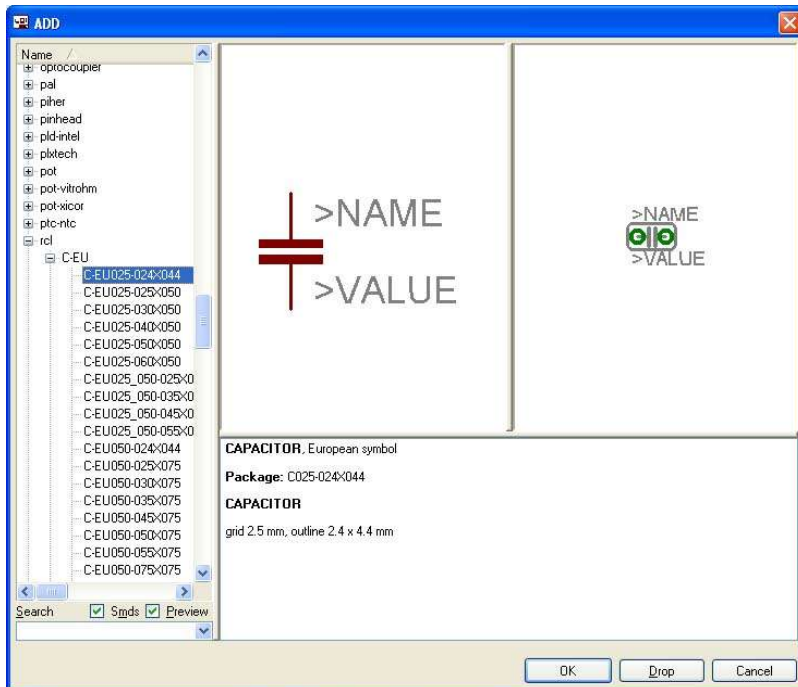 ADD
Name
optocoupler
pal
piher
pinhead
pld-intel
plxtech
pot
pot-vitrohm
pot-xicor
ptc-ntc
rcl
C-EU
C-EU025-024X044
C-EU025-025X050
C-EU025-030X050
C-EU025-040X050
C-EU025-050X050
C-EU025-060X050
C-EU025_050-025X0
C-EU025_050-035X0
C-EU025_050-045X0
C-EU025_050-055X0
C-EU050-024X044
C-EU050-025X075
C-EU050-030X075
C-EU050-035X075
C-EU050-045X075
C-EU050-050X075
C-EU050-055X075
C-EU050-075X075
Search Smds Preview
>NAME
>VALUE
>NAME
>VALUE
CAPACITOR, European symbol
Package: C025-024X044
CAPACITOR
grid 2.5 mm, outline 2.4 x 4.4 mm
OK Drop Cancel